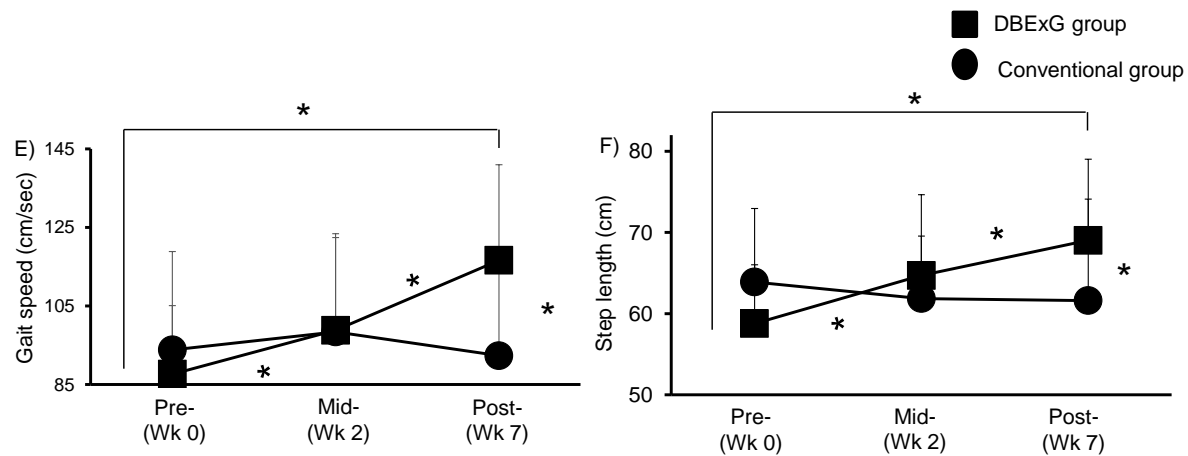 DBExG group
Conventional group
*
*
E)
145
125
105
85
Gait speed (cm/sec)
*
*
*
Pre-
(Wk 0)
Mid-
(Wk 2)
Post-
(Wk 7)
F)
80
70
60
50
Step length (cm)
*
*
*
Pre-
(Wk 0)
Mid-
(Wk 2)
Post-
(Wk 7)